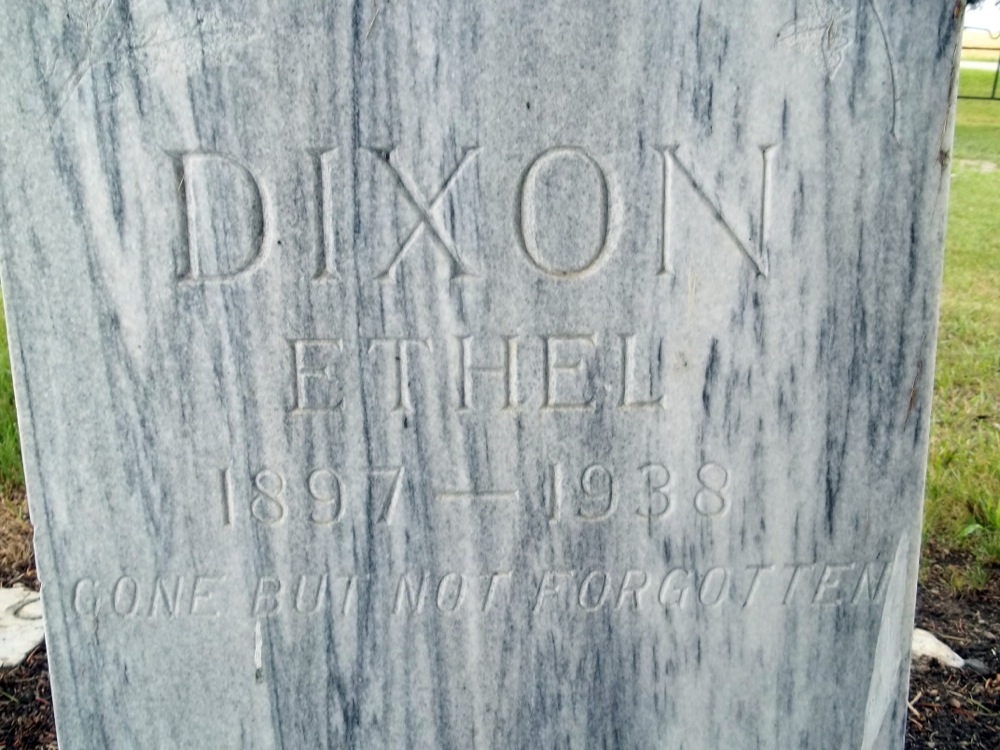 DIXON
ETHEL
1897 — 1938
GONE BUT NOT FORGOTTEN